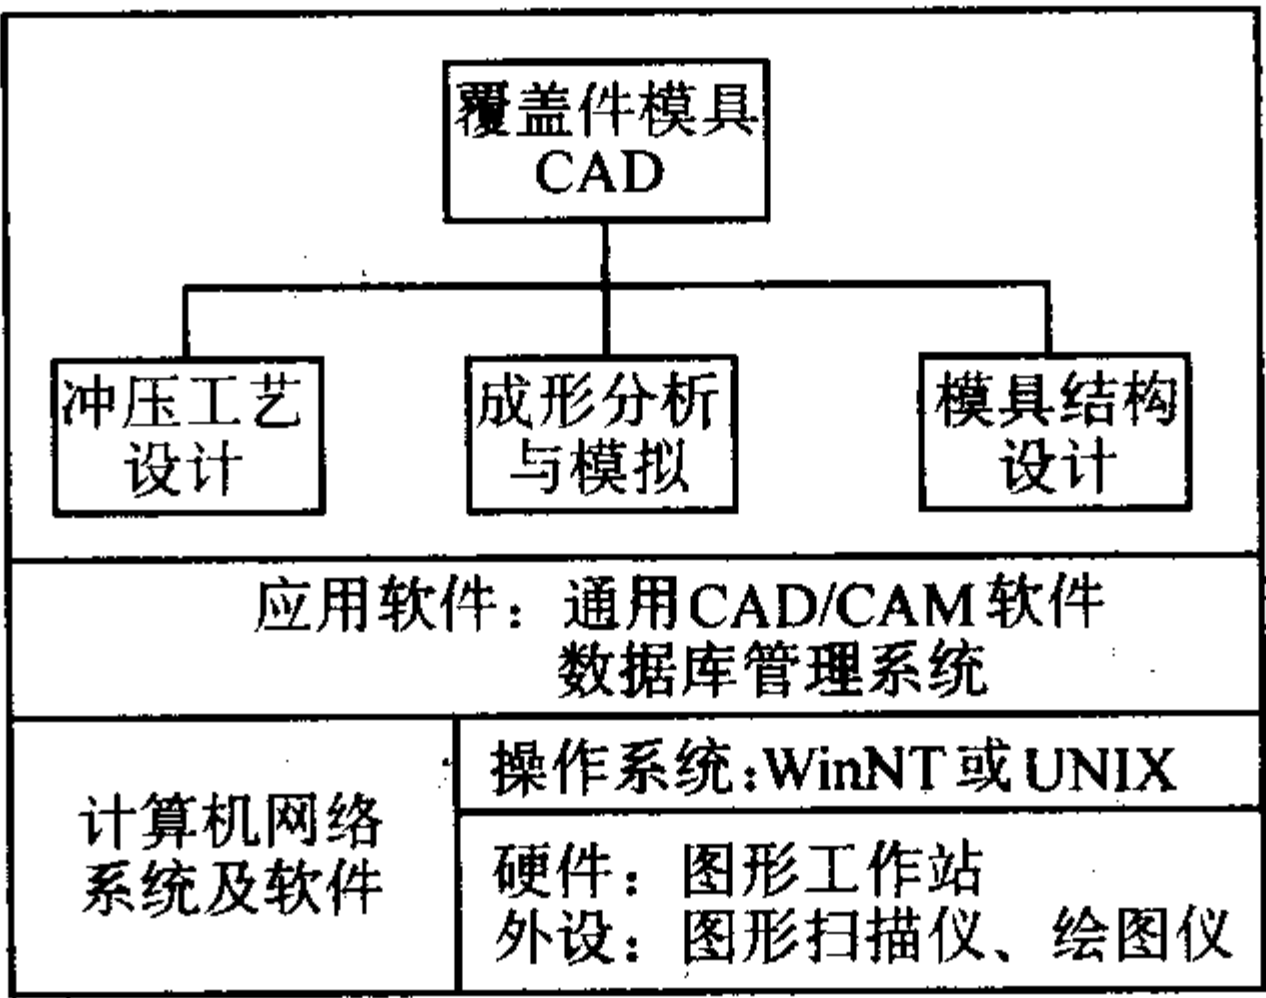 覆盖件模具
CAD
冲压工艺
设计
成形分析
与模拟
模具结构
设计
应用软件：通用CAD/CAM软件
数据库管理系统
计算机网络
系统及软件
操作系统：WinNT或UNIX
硬件：图形工作站
外设：图形扫描仪、绘图仪